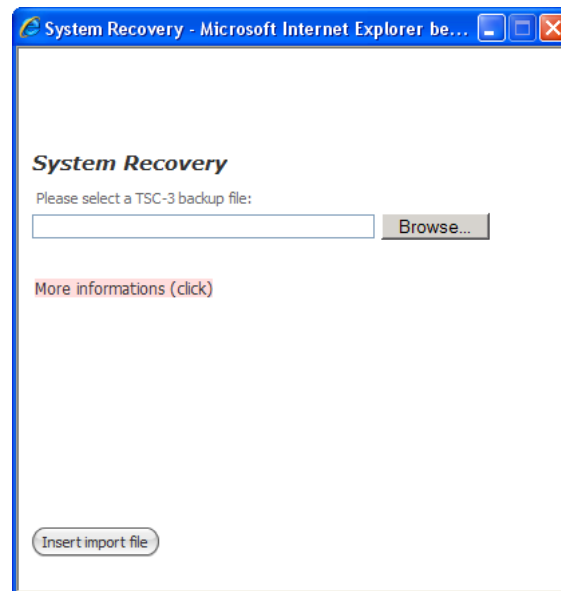 System Recovery - Microsoft Internet Explorer be...
System Recovery
Please select a TSC-3 backup file:
Browse...
More informations (click)
Insert import file